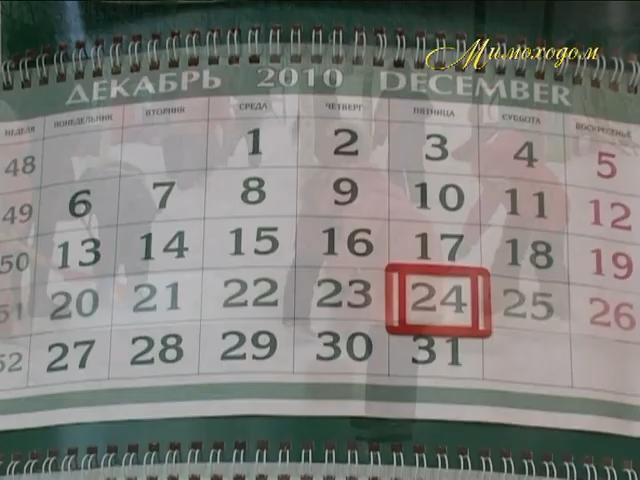 Мимоходом
ДЕКАБРЬ 2010 DECEMBER
НЕДЕЛЯ ПОНЕДЕЛЬНИК ВТОРНИК СРЕДА ЧЕТВЕРГ ПЯТНИЦА СУББОТА ВОСКРЕСЕНЬЕ
48 1 2 3 4 5
49 6 7 8 9 10 11 12
50 13 14 15 16 17 18 19
51 20 21 22 23 24 25 26
52 27 28 29 30 31